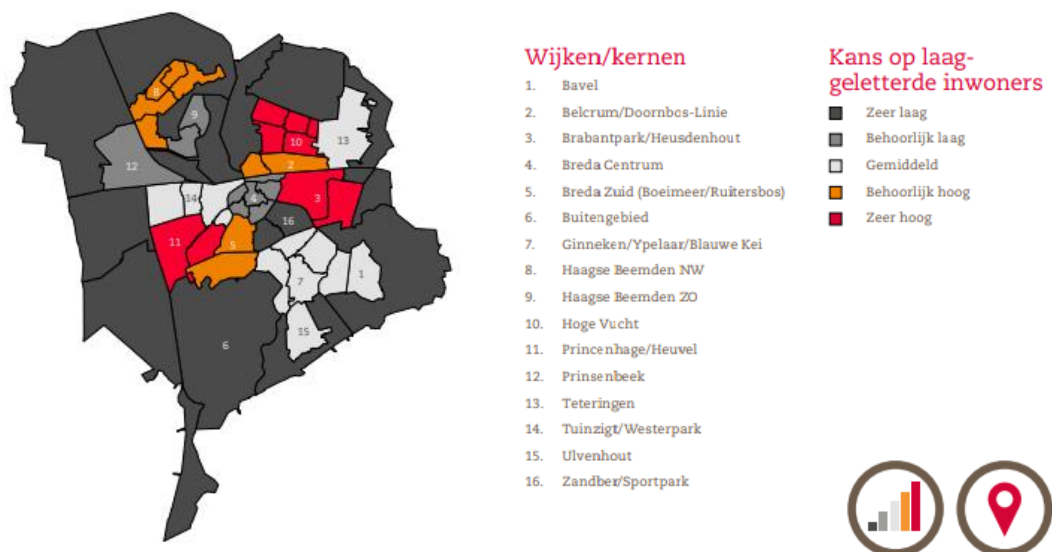 Wijken/kernen
1. Bavel
2. Belcrum/Doornbos-Linie
3. Brabantpark/Heusdenhout
4. Breda Centrum
5. Breda Zuid (Boeimeer/Ruitersbos)
6. Buitengebied
7. Ginneken/Ypelaar/Blauwe Kei
8. Haagse Beemden NW
9. Haagse Beemden ZO
10. Hoge Vucht
11. Princenhage/Heuvel
12. Prinsenbeek
13. Teteringen
14. Tuinzigt/Westerpark
15. Ulvenhout
16. Zandber/Sportpark
Kans op laag-
geletterde inwoners
Zeer laag
Behoorlijk laag
Gemiddeld
Behoorlijk hoog
Zeer hoog
8
9
10
13
12
2
14
4
3
16
11
5
7
1
15
6